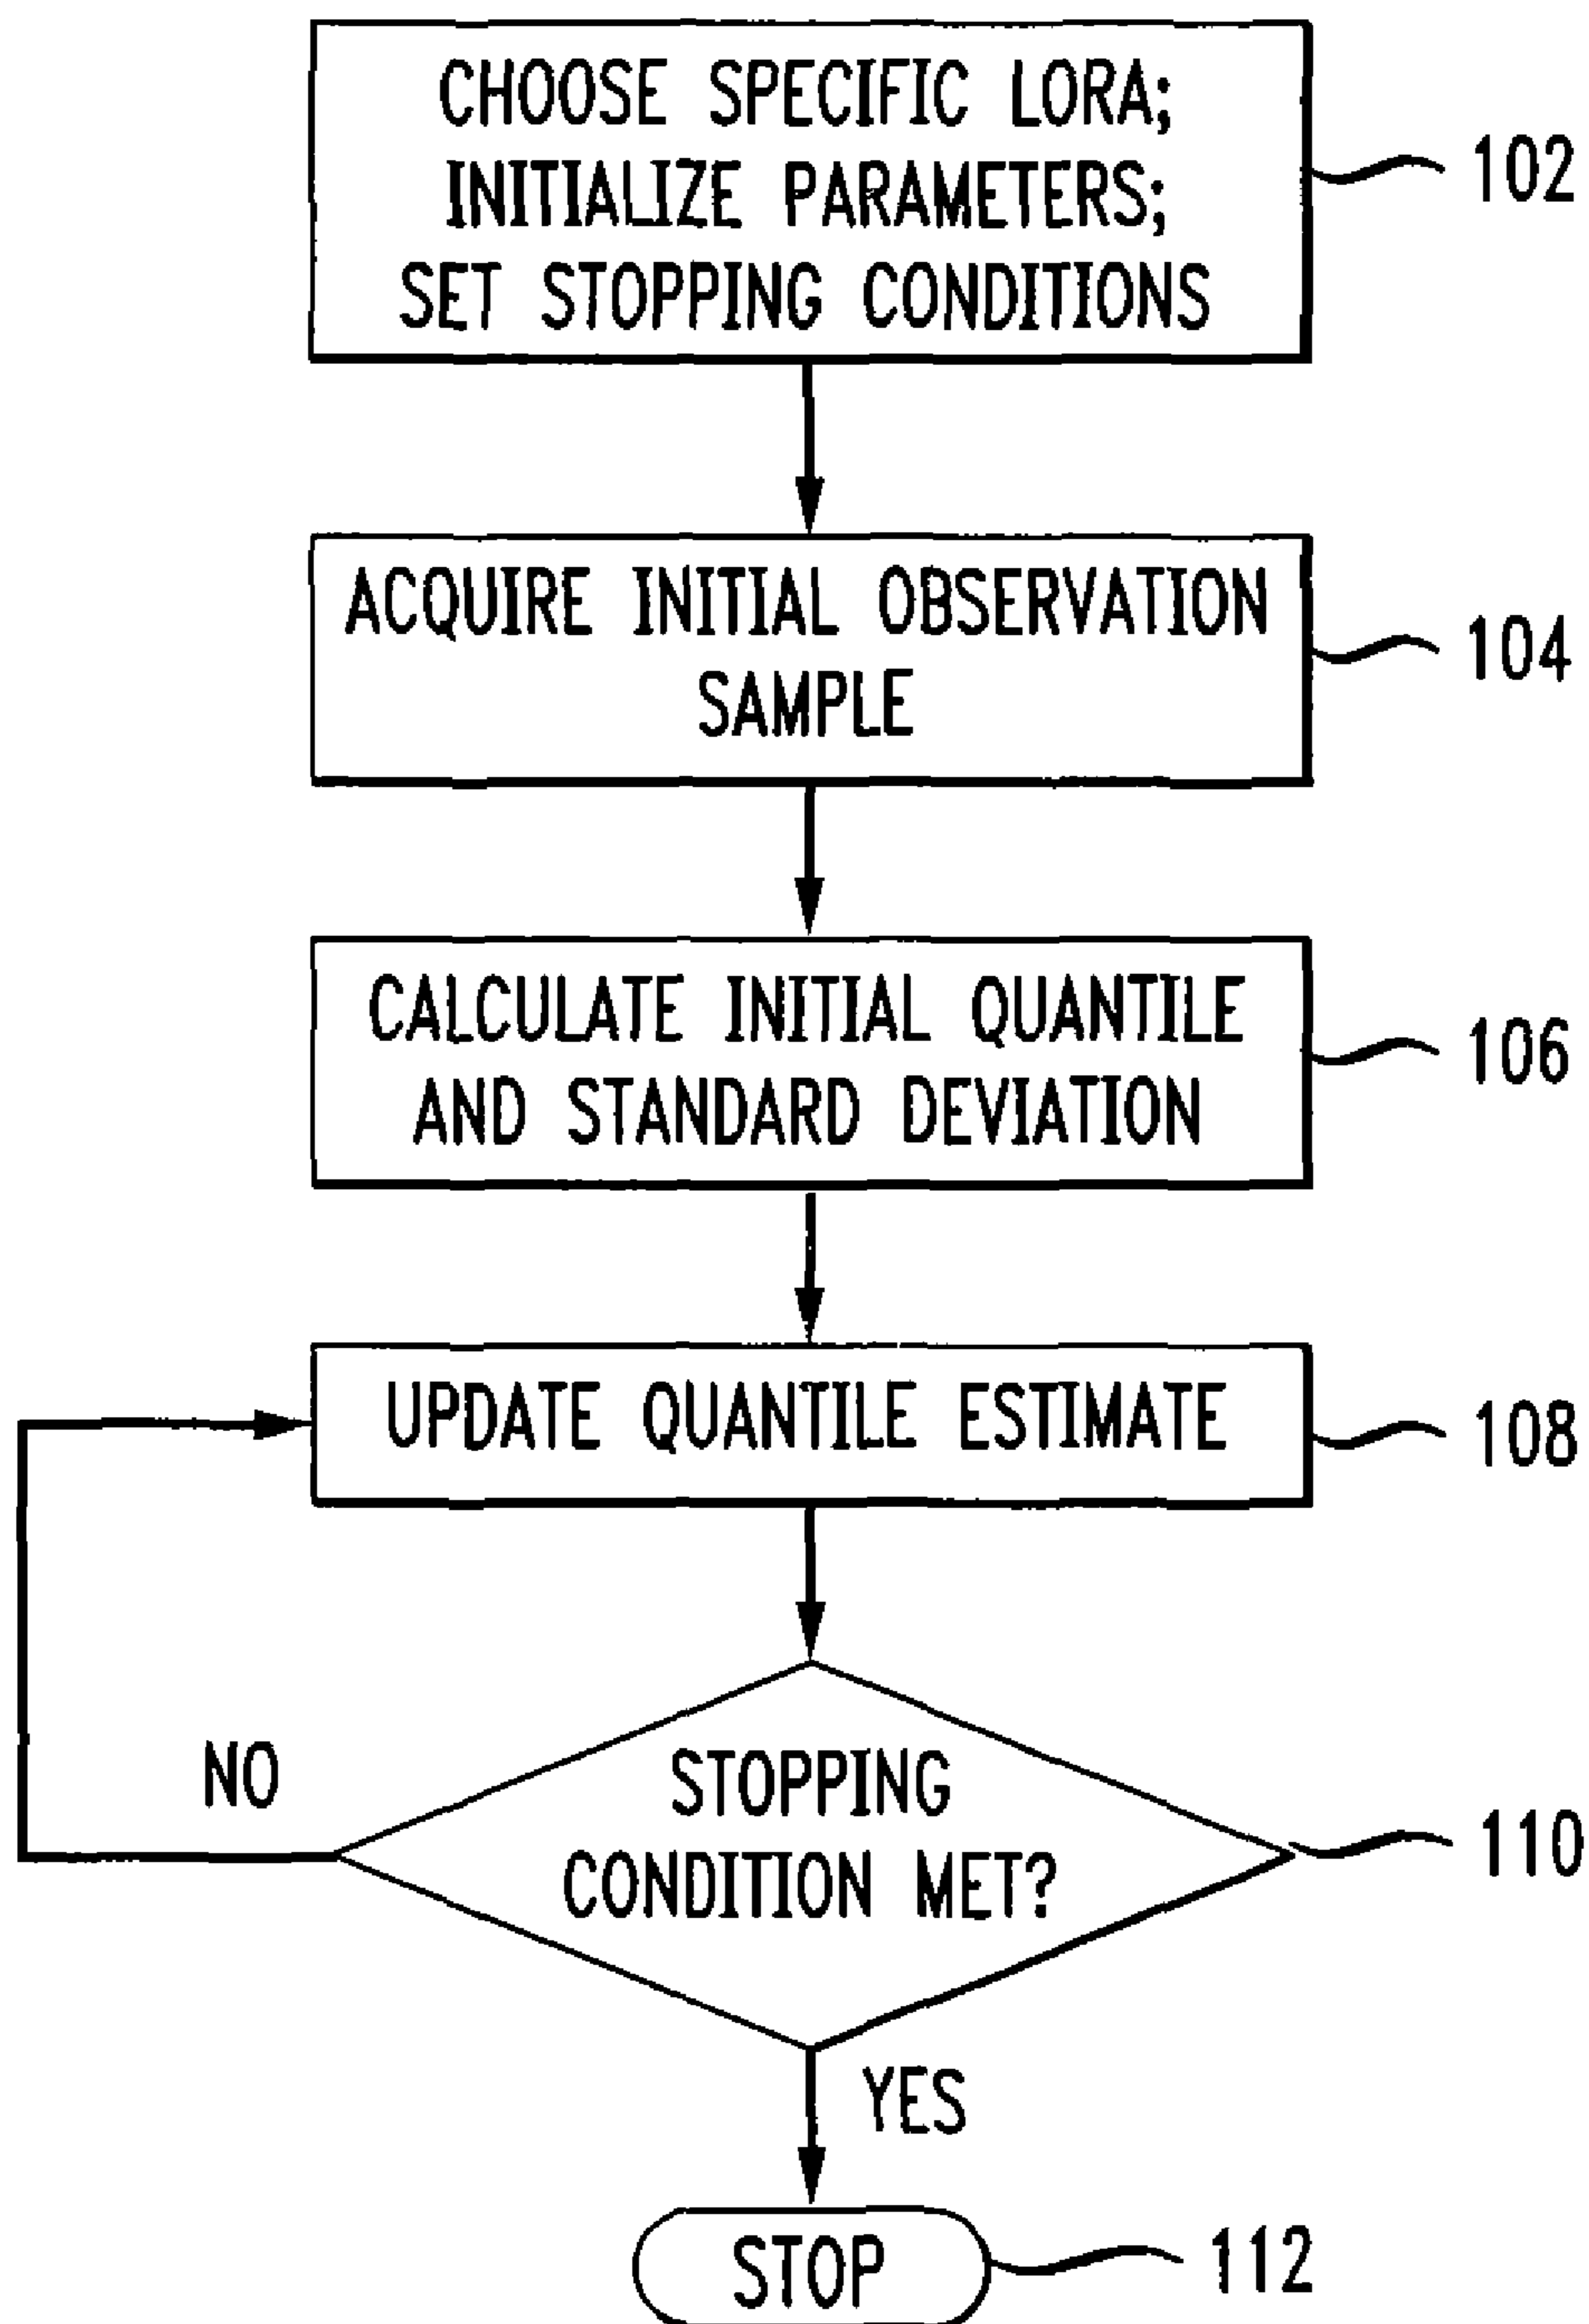 CHOOSE SPECIFIC LORA;
INITIALIZE PARAMETERS;
SET STOPPING CONDITIONS
102
ACQUIRE INITIAL OBSERVATION
SAMPLE
104
CALCULATE INITIAL QUANTILE
AND STANDARD DEVIATION
106
UPDATE QUANTILE ESTIMATE
108
NO
STOPPING
CONDITION MET?
110
YES
STOP
112